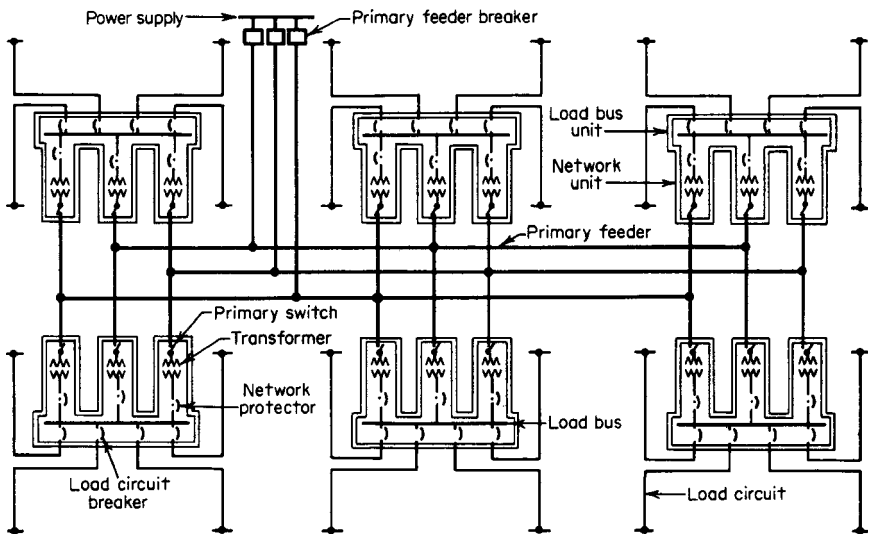 Power supply
Primary feeder breaker
Load bus
unit
Network
unit
Primary feeder
Primary switch
Transformer
Network
protector
Load bus
Load circuit
breaker
Load circuit